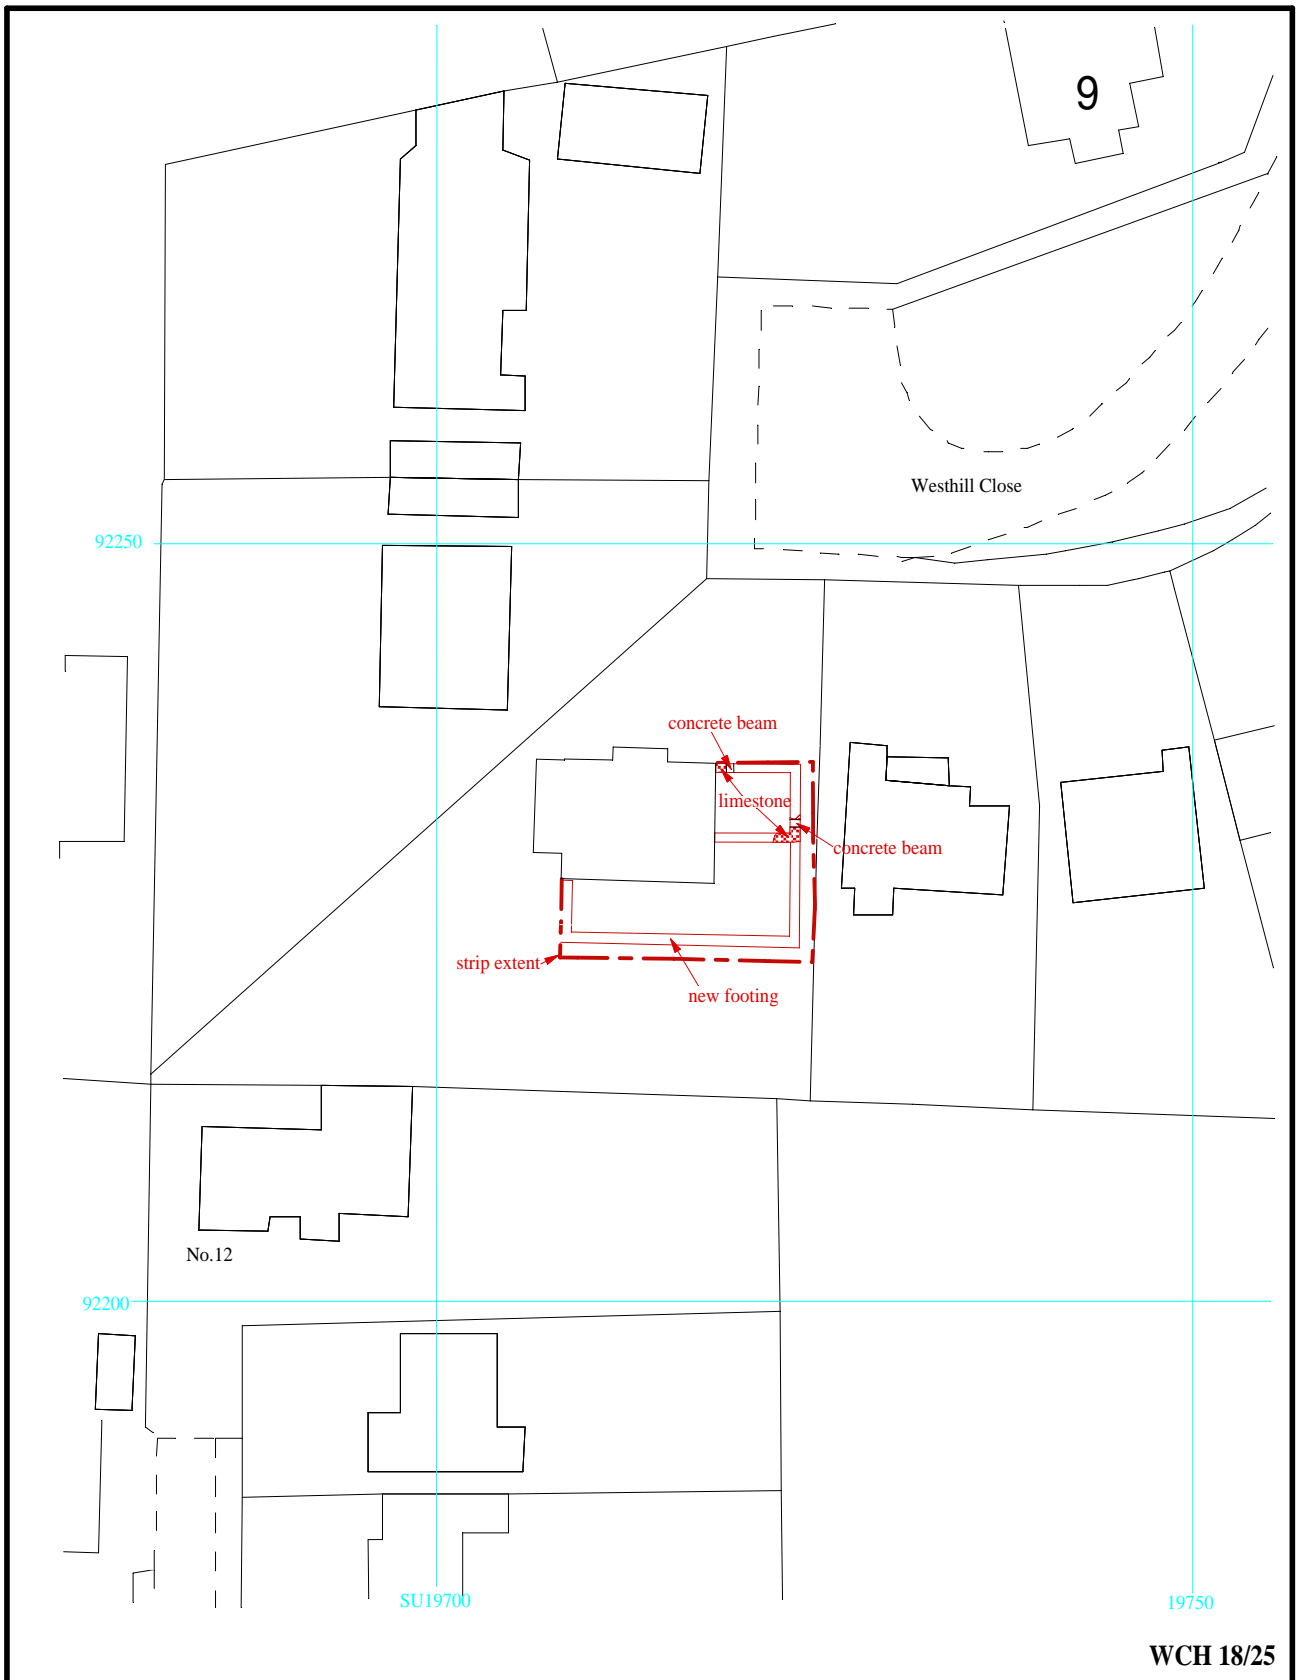 9
Westhill Close
92250
concrete beam
limestone
concrete beam
strip extent
new footing
No.12
92200
SU19700
19750
WCH 18/25